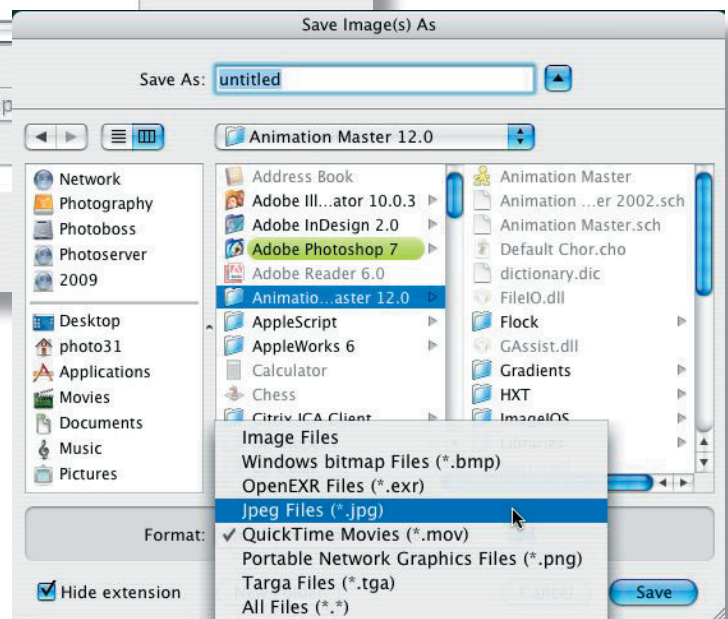 Save Image(s) As
Save As: untitled
Animation Master 12.0
Network
Photography
Photoboss
Photoserver
2009
Desktop
photo31
Applications
Movies
Documents
Music
Pictures
Address Book
Adobe Ill...ator 10.0.3
Adobe InDesign 2.0
Adobe Photoshop 7
Adobe Reader 6.0
Animatio...aster 12.0
AppleScript
AppleWorks 6
Calculator
Chess
Citrix ICA Client
Animation Master
Animation ...er 2002.sch
Animation Master.sch
Default Chor.cho
dictionary.dic
FileIO.dll
Flock
GAssist.dll
Gradients
HXT
ImageIOS
Libraries
Format:
Image Files
Windows bitmap Files (*.bmp)
OpenEXR Files (*.exr)
Jpeg Files (*.jpg)
✓ QuickTime Movies (*.mov)
Portable Network Graphics Files (*.png)
Targa Files (*.tga)
All Files (*.*)
Hide extension
Cancel
Save